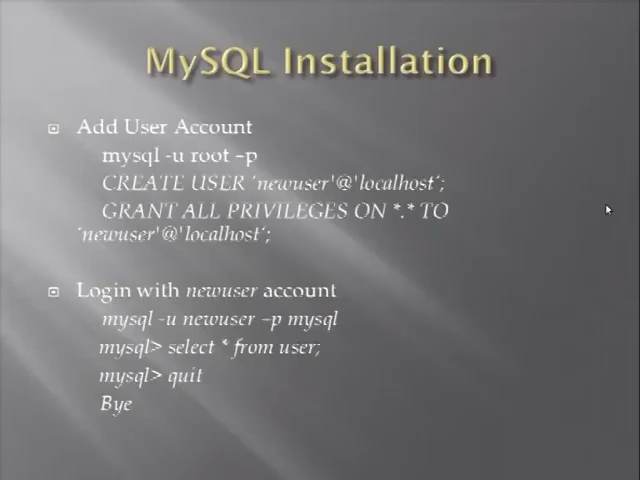 MySQL Installation
Add User Account
mysql -u root –p
CREATE USER ‘newuser'@'localhost‘;
GRANT ALL PRIVILEGES ON *.* TO
‘newuser'@'localhost‘;
Login with newuser account
mysql -u newuser –p mysql
mysql> select * from user;
mysql> quit
Bye